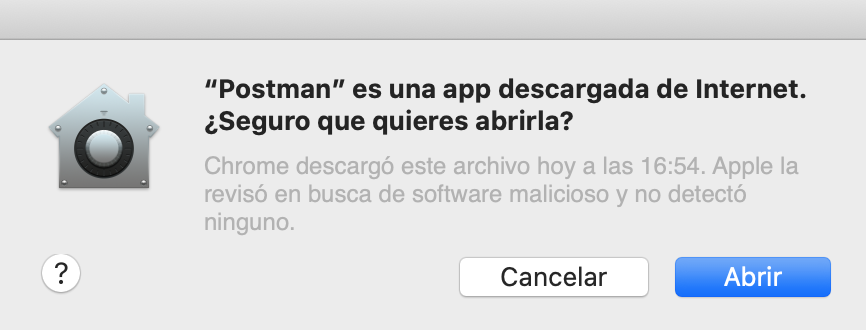 “Postman” es una app descargada de Internet.
¿Seguro que quieres abrirla?
Chrome descargó este archivo hoy a las 16:54. Apple la
revisó en busca de software malicioso y no detectó
ninguno.
?
Cancelar
Abrir